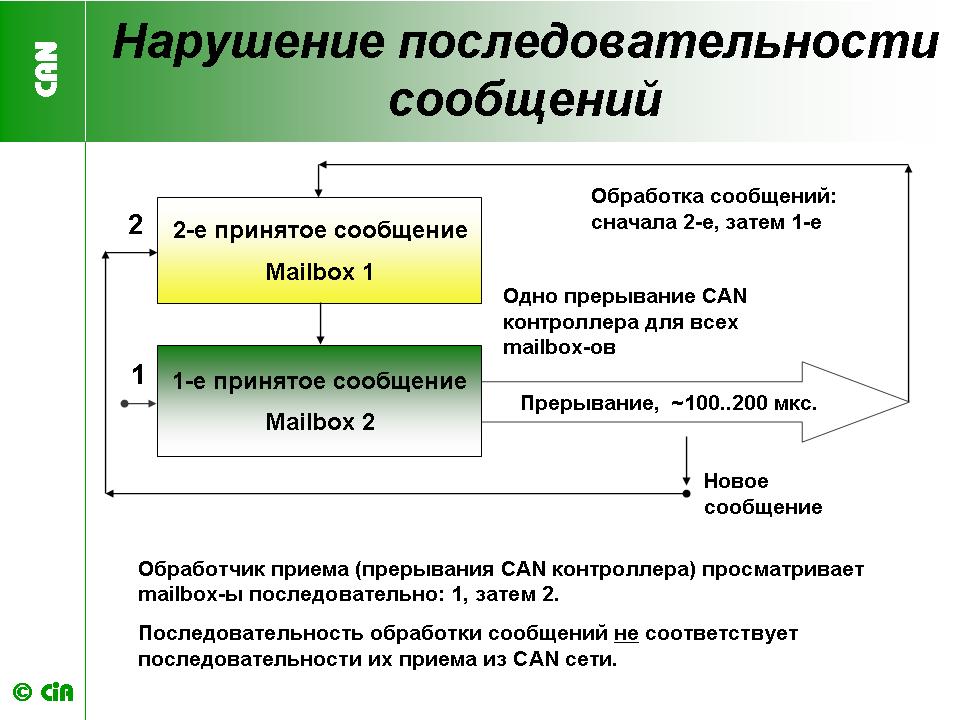 CAN
Нарушение последовательности
сообщений
Обработка сообщений:
сначала 2-е, затем 1-е
2
2-е принятое сообщение
Mailbox 1
Одно прерывание CAN
контроллера для всех
mailbox-ов
1
1-е принятое сообщение
Mailbox 2
Прерывание, ~100..200 мкс.
Новое
сообщение
Обработчик приема (прерывания CAN контроллера) просматривает
mailbox-ы последовательно: 1, затем 2.
Последовательность обработки сообщений не соответствует
последовательности их приема из CAN сети.
© CiA